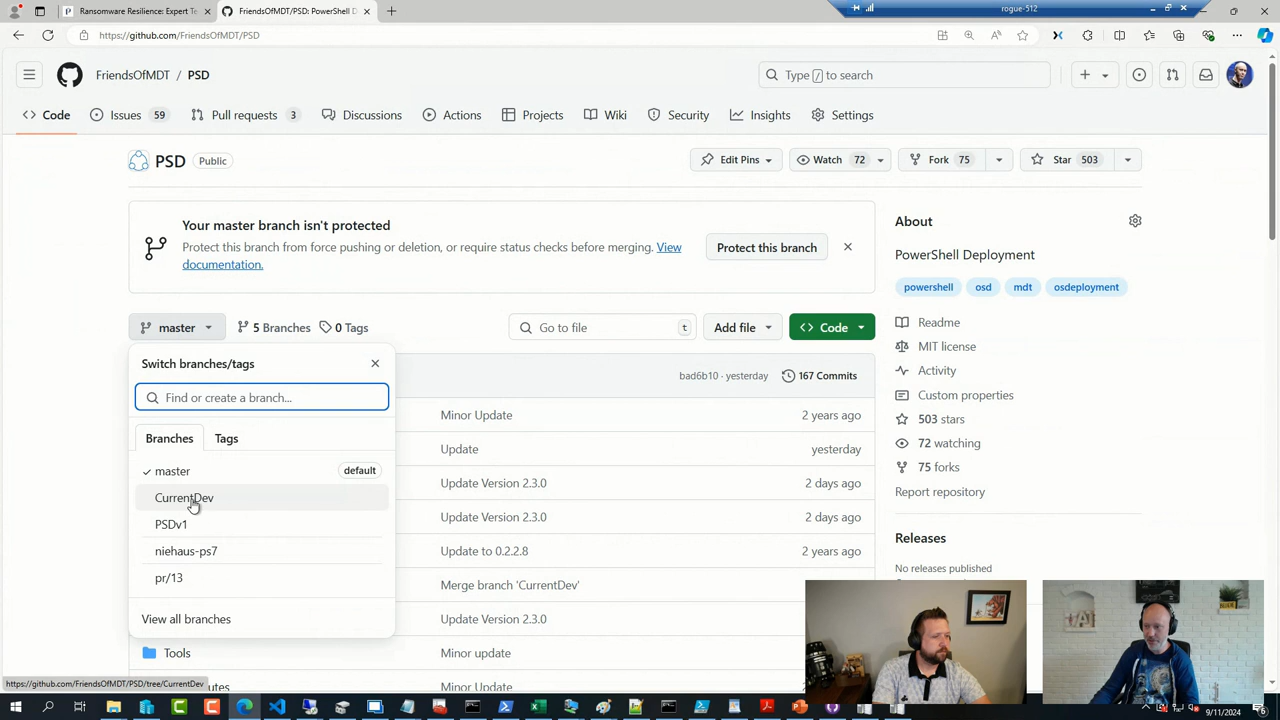 Ransomware Resilience: Expert Te
FriendsOfMDT/PSD: PowerShell D
rogue-512
https://github.com/FriendsOfMDT/PSD
FriendsOfMDT / PSD
Type / to search
Code
Issues 59
Pull requests 3
Discussions
Actions
Projects
Wiki
Security
Insights
Settings
PSD Public
Edit Pins
Watch 72
Fork 75
Star 503
Your master branch isn't protected
Protect this branch from force pushing or deletion, or require status checks before merging. View
documentation.
Protect this branch
About
PowerShell Deployment
powershell osd mdt osdeployment
Readme
MIT license
Activity
Custom properties
503 stars
72 watching
75 forks
Report repository
Releases
No releases published
master
5 Branches
0 Tags
Go to file t
Add file
Code
Switch branches/tags
Find or create a branch...
Branches
Tags
master default
CurrentDev
PSDv1
niehaus-ps7
pr/13
View all branches
bad6b10 · yesterday
167 Commits
Minor Update 2 years ago
Update yesterday
Update Version 2.3.0 2 days ago
Update Version 2.3.0 2 days ago
Update to 0.2.2.8 2 years ago
Merge branch 'CurrentDev'
Update Version 2.3.0
Tools Minor update
utes Minor Update
https://github.com/FriendsOfMDT/PSD/tree/CurrentDev
9/11/2024